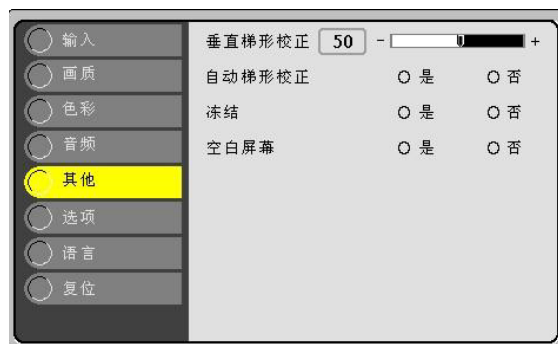 输入
画质
色彩
音频
其他
选项
语言
复位
垂直梯形校正 50 - +
自动梯形校正 是 否
冻结 是 否
空白屏幕 是 否